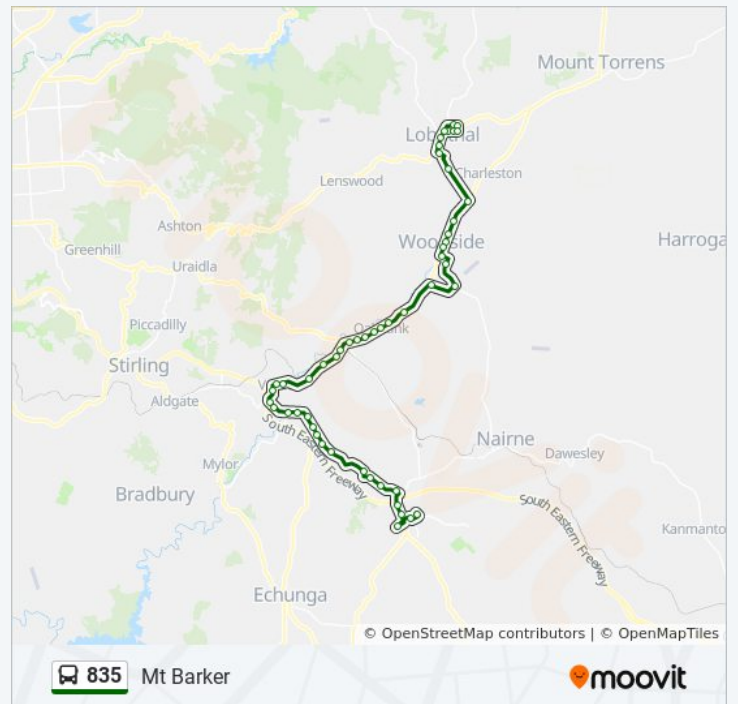 Mount Torrens
Lobethal
Charleston
Lenswood
Ashton
Woodside
Harroga
Greenhill
Uraidla
Piccadilly
Oakbank
Stirling
V
Aldgate
South Eastern Freeway
Nairne
Dawesley
Mylor
Bradbury
South Eastern Freeway
Kanmanto
Echunga
© OpenStreetMap contributors | © OpenMapTiles
835 Mt Barker
moovit